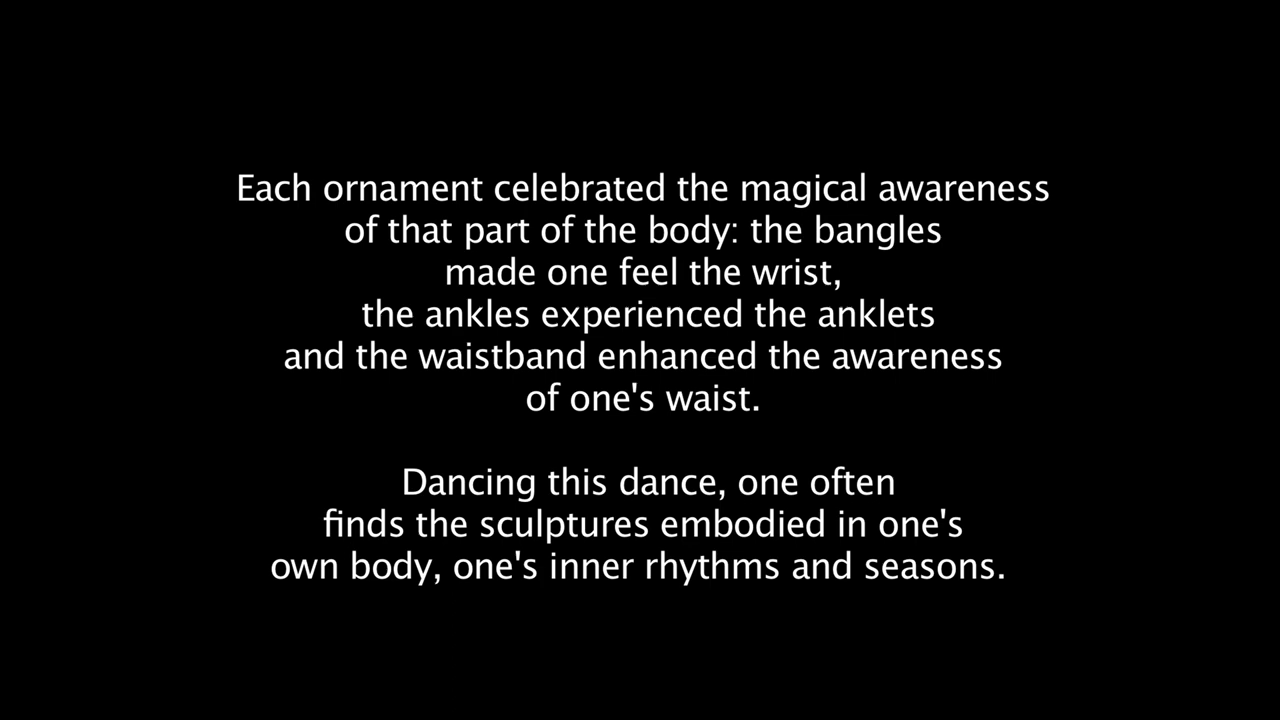 Each ornament celebrated the magical awareness
of that part of the body: the bangles
made one feel the wrist,
the ankles experienced the anklets
and the waistband enhanced the awareness
of one's waist.
Dancing this dance, one often
finds the sculptures embodied in one's
own body, one's inner rhythms and seasons.